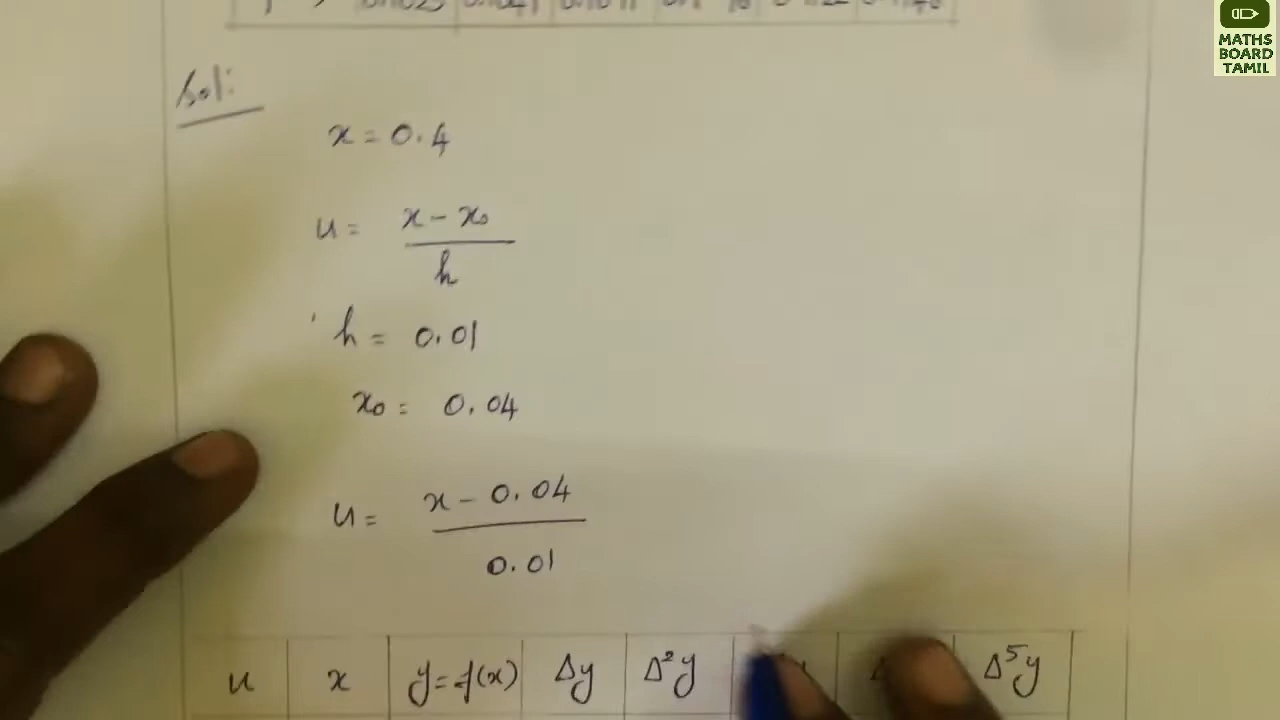 Sol:
x = 0.4
u = x - x₀ / h
h = 0.01
x₀ = 0.04
u = x - 0.04 / 0.01
u x y=f(x) Δy Δ²y Δ⁵y
MATHS
BOARD
TAMIL